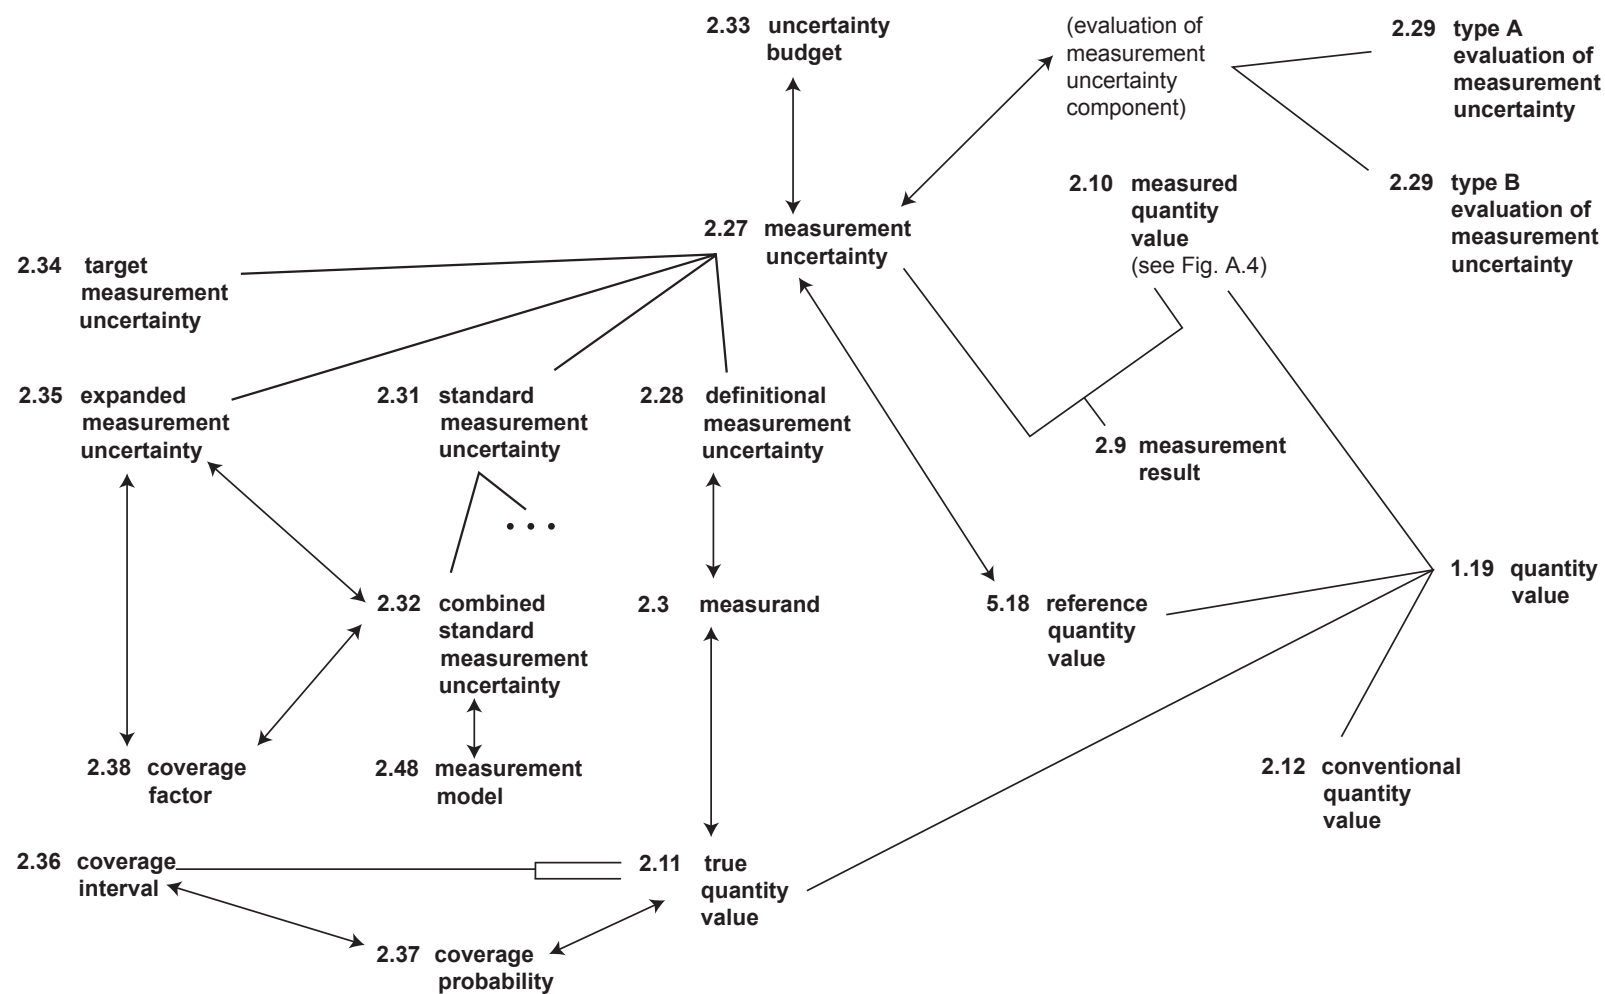 2.33 uncertainty
budget
(evaluation of
measurement
uncertainty
component)
2.29 type A
evaluation of
measurement
uncertainty
2.29 type B
evaluation of
measurement
uncertainty
2.10 measured
quantity
value
(see Fig. A.4)
2.27 measurement
uncertainty
2.34 target
measurement
uncertainty
2.35 expanded
measurement
uncertainty
2.31 standard
measurement
uncertainty
2.28 definitional
measurement
uncertainty
2.9 measurement
result
• • •
2.32 combined
standard
measurement
uncertainty
2.3 measurand
5.18 reference
quantity
value
1.19 quantity
value
2.38 coverage
factor
2.48 measurement
model
2.12 conventional
quantity
value
2.36 coverage
interval
2.11 true
quantity
value
2.37 coverage
probability